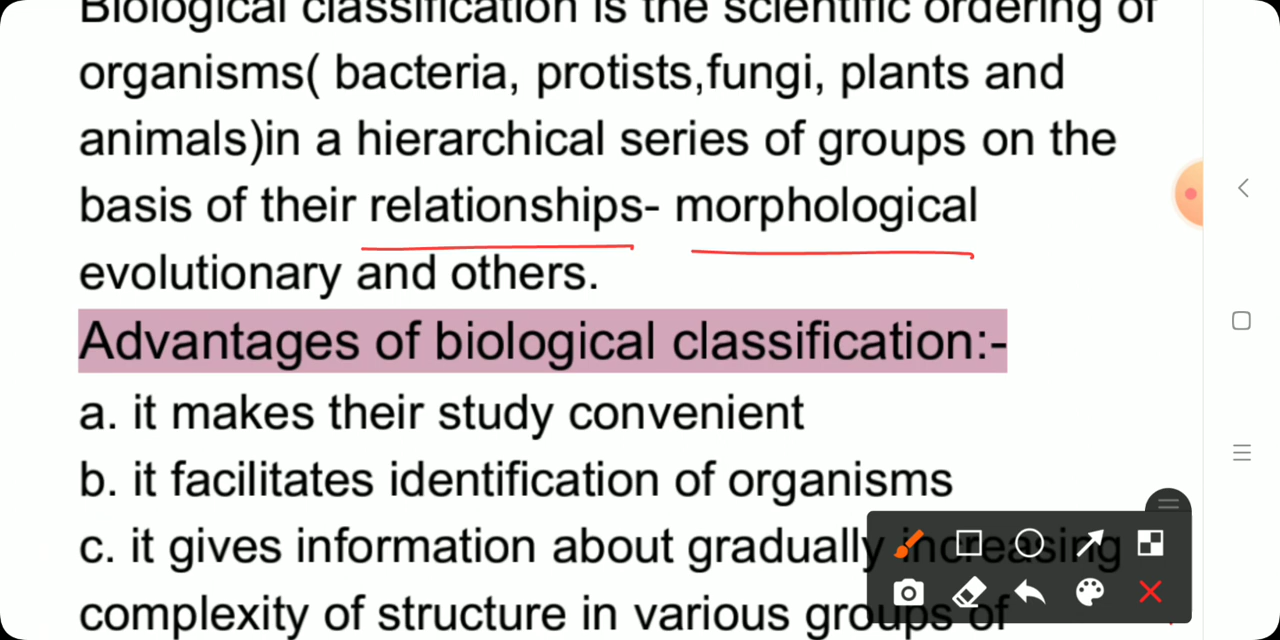 Biological classification is the scientific ordering of
organisms( bacteria, protists,fungi, plants and
animals)in a hierarchical series of groups on the
basis of their relationships- morphological
evolutionary and others.
Advantages of biological classification:-
a. it makes their study convenient
b. it facilitates identification of organisms
c. it gives information about gradually increasing
complexity of structure in various groups of